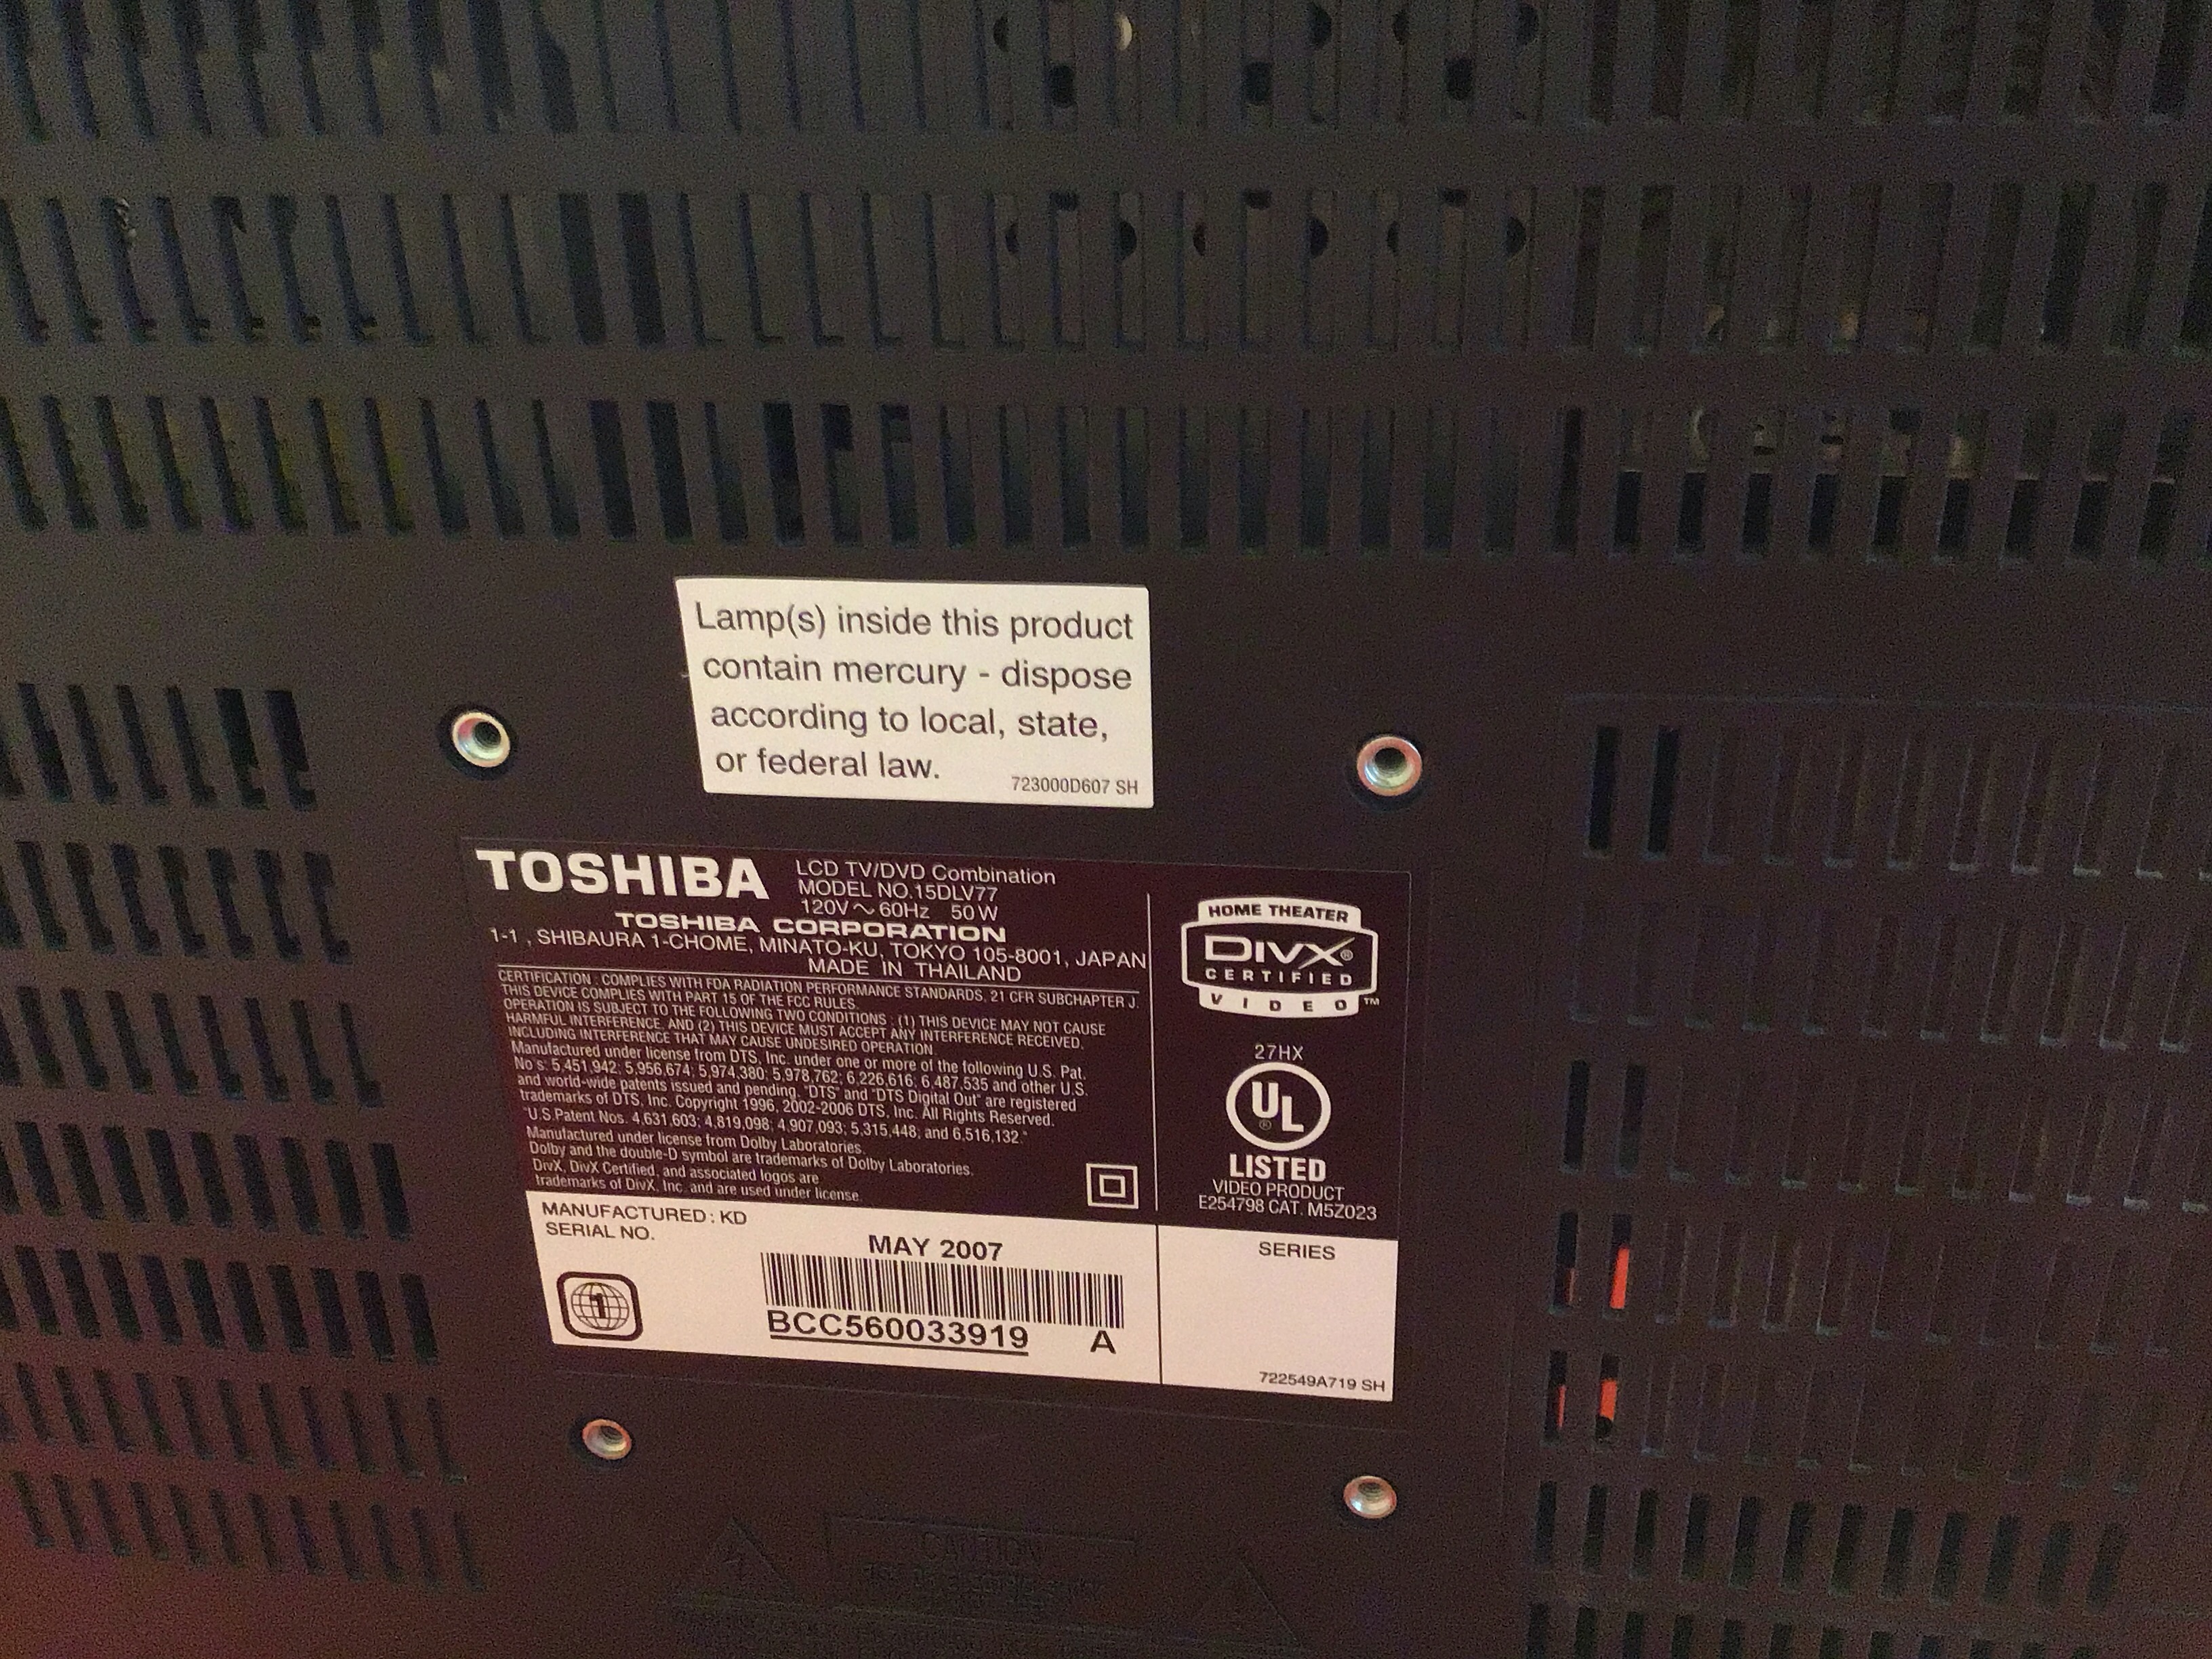 Lamp(s) inside this product
contain mercury - dispose
according to local, state,
or federal law.
723000D607 SH
TOSHIBA
LCD TV/DVD Combination
MODEL NO.15DLV77
120V～60Hz 50W
TOSHIBA CORPORATION
1-1 , SHIBAURA 1-CHOME, MINATO-KU, TOKYO 105-8001, JAPAN
MADE IN THAILAND
CERTIFICATION : COMPLIES WITH FDA RADIATION PERFORMANCE STANDARDS, 21 CFR SUBCHAPTER J.
THIS DEVICE COMPLIES WITH PART 15 OF THE FCC RULES.
OPERATION IS SUBJECT TO THE FOLLOWING TWO CONDITIONS : (1) THIS DEVICE MAY NOT CAUSE
HARMFUL INTERFERENCE, AND (2) THIS DEVICE MUST ACCEPT ANY INTERFERENCE RECEIVED,
INCLUDING INTERFERENCE THAT MAY CAUSE UNDESIRED OPERATION.
Manufactured under license from DTS, Inc. under one or more of the following U.S. Pat.
No's: 5,451,942; 5,956,674; 5,974,380; 5,978,762; 6,226,616; 6,487,535 and other U.S.
and world-wide patents issued and pending. "DTS" and "DTS Digital Out" are registered
trademarks of DTS, Inc. Copyright 1996, 2002-2006 DTS, Inc. All Rights Reserved.
"U.S.Patent Nos. 4,631,603; 4,819,098; 4,907,093; 5,315,448; and 6,516,132."
Manufactured under license from Dolby Laboratories.
Dolby and the double-D symbol are trademarks of Dolby Laboratories.
DivX, DivX Certified, and associated logos are
trademarks of DivX, Inc. and are used under license.
HOME THEATER
DIVX®
CERTIFIED
VIDEO™
27HX
UL®
LISTED
VIDEO PRODUCT
E254798 CAT. M5Z023
MANUFACTURED : KD
SERIAL NO.
MAY 2007
1
BCC560033919 A
SERIES
722549A719 SH
CAUTION